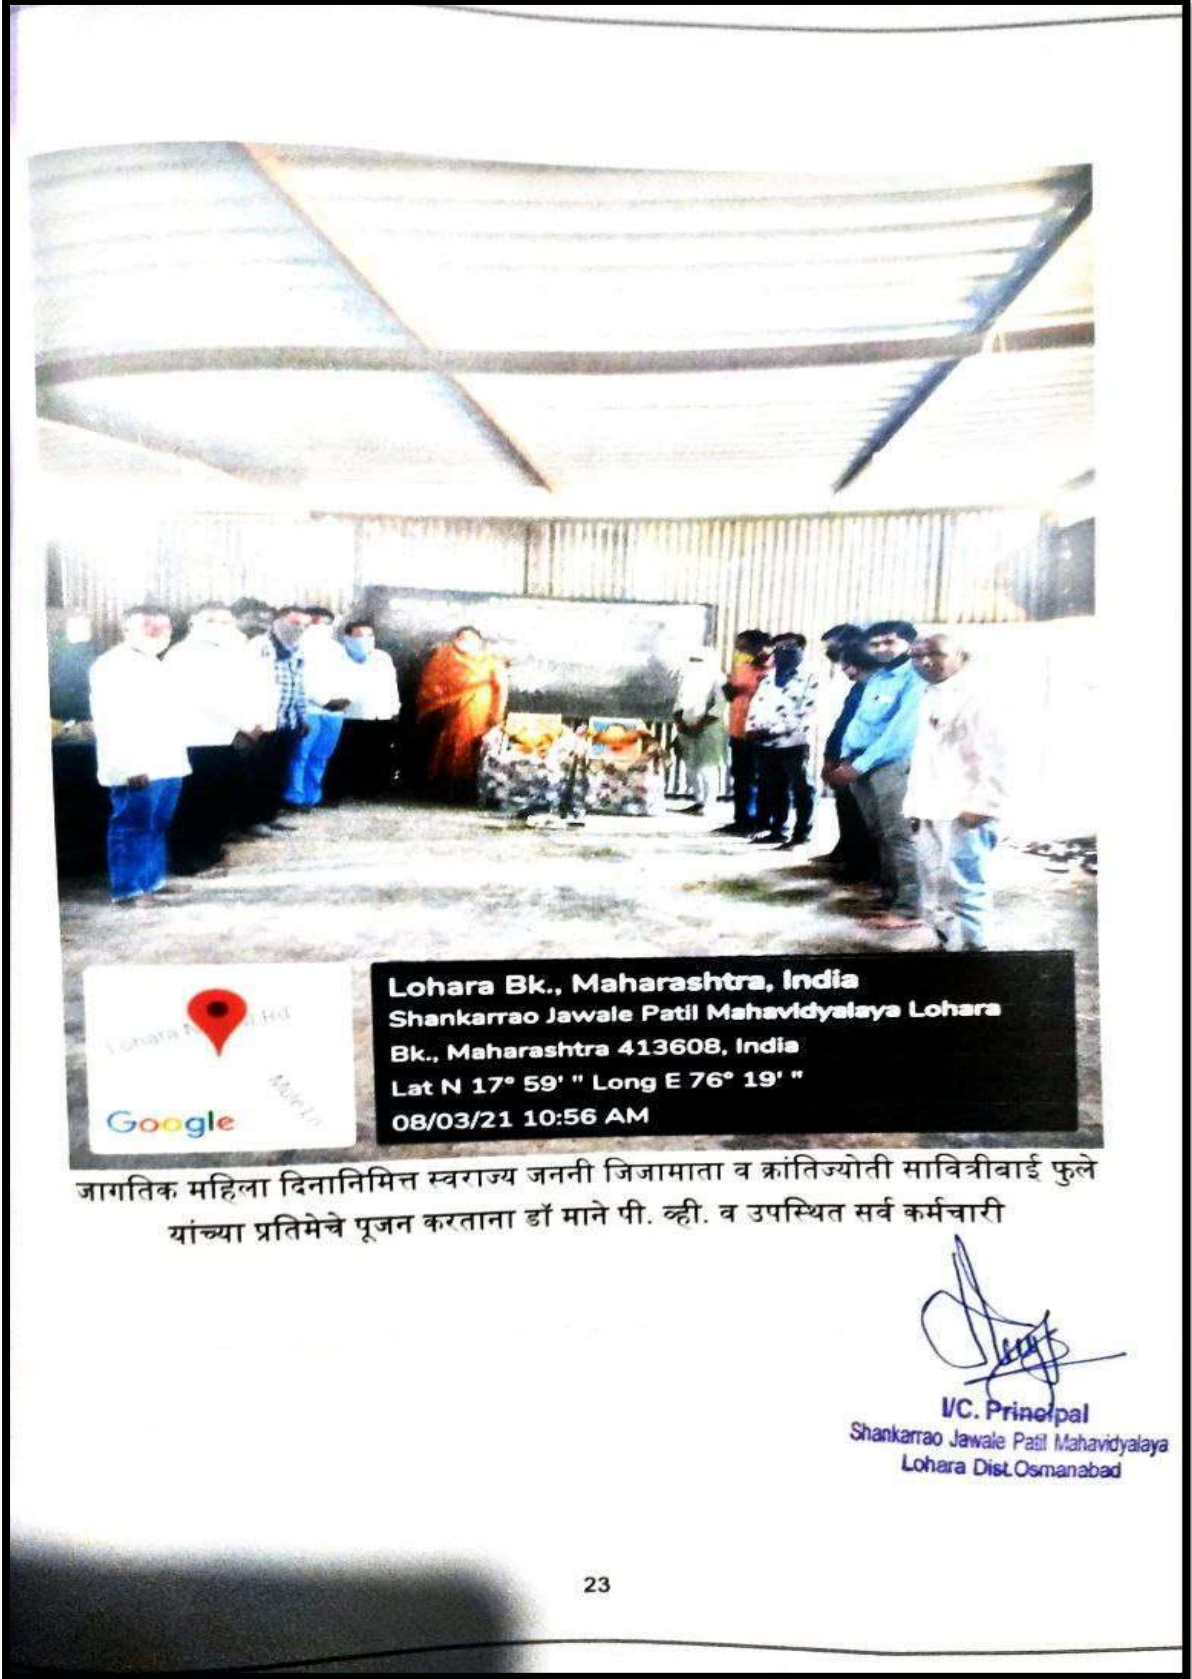 Lohara Bk., Maharashtra, India
Shankarrao Jawale Patil Mahavidyalaya Lohara
Bk., Maharashtra 413608, India
Lat N 17° 59' " Long E 76° 19' "
08/03/21 10:56 AM
Google
जागतिक महिला दिनानिमित्त स्वराज्य जननी जिजामाता व क्रांतिज्योती सावित्रीबाई फुले
यांच्या प्रतिमेचे पूजन करताना डॉ माने पी. व्ही. व उपस्थित सर्व कर्मचारी
I/C. Principal
Shankarrao Jawale Patil Mahavidyalaya
Lohara Dist.Osmanabad
23